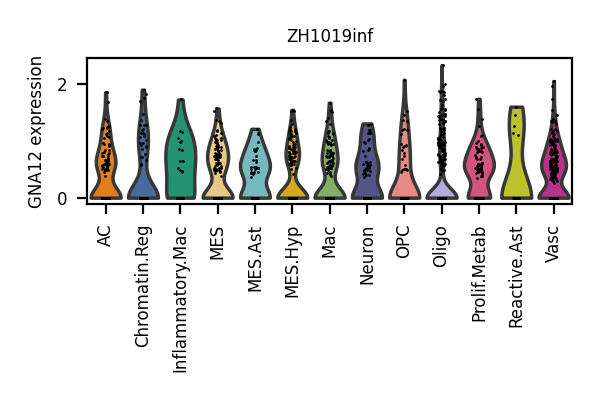 ZH1019inf
GNA12 expression
2
0
AC
Chromatin.Reg
Inflammatory.Mac
MES
MES.Ast
MES.Hyp
Mac
Neuron
OPC
Oligo
Prolif.Metab
Reactive.Ast
Vasc